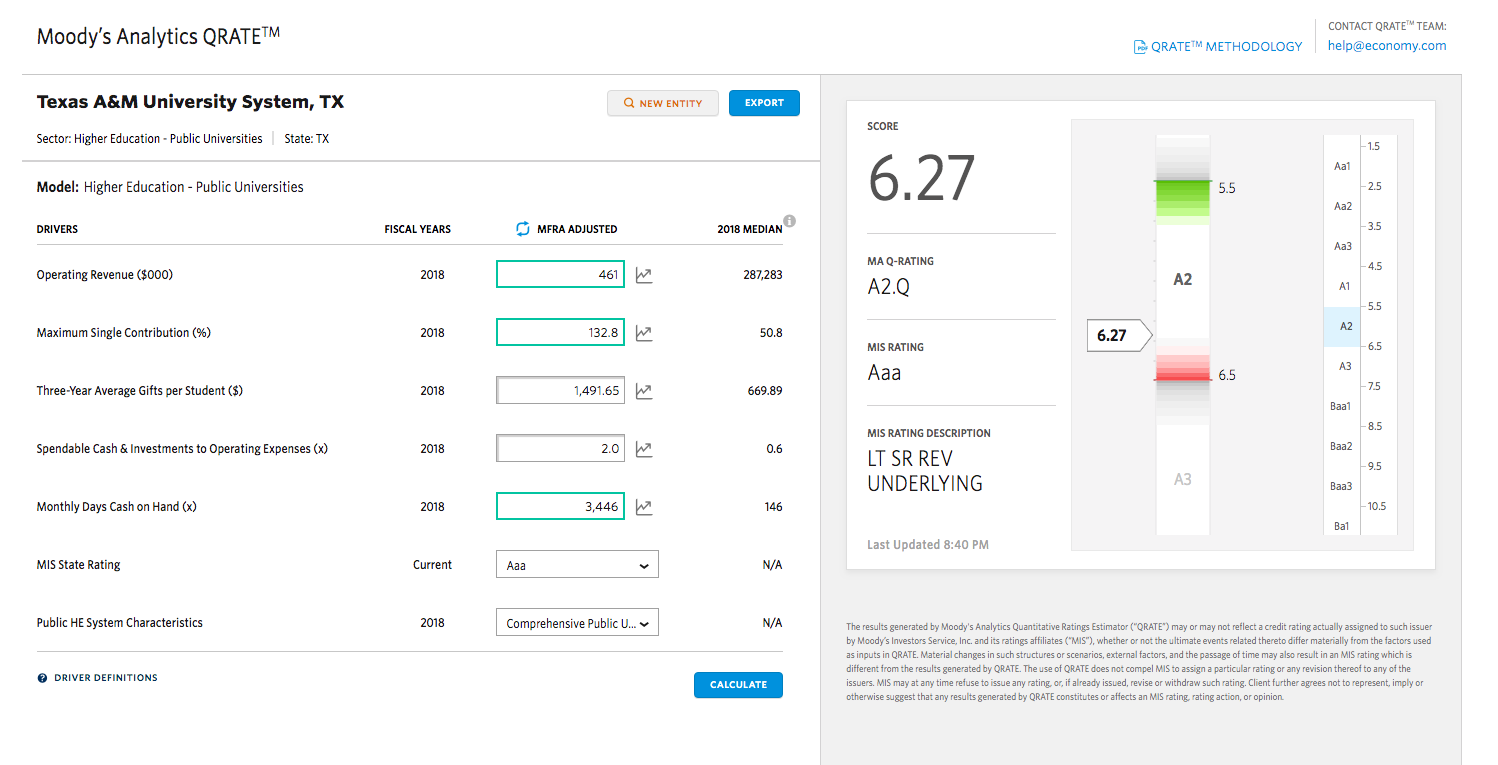 Moody's Analytics QRATE™
QRATE™ METHODOLOGY
CONTACT QRATE™ TEAM:
help@economy.com
Texas A&M University System, TX
NEW ENTITY
EXPORT
Sector: Higher Education - Public Universities
State: TX
Model: Higher Education - Public Universities
DRIVERS FISCAL YEARS MFRA ADJUSTED 2018 MEDIAN
Operating Revenue ($000) 2018 461 287,283
Maximum Single Contribution (%) 2018 132.8 50.8
Three-Year Average Gifts per Student ($) 2018 1,491.65 669.89
Spendable Cash & Investments to Operating Expenses (x) 2018 2.0 0.6
Monthly Days Cash on Hand (x) 2018 3,446 146
MIS State Rating Current Aaa N/A
Public HE System Characteristics 2018 Comprehensive Public U... N/A
DRIVER DEFINITIONS
CALCULATE
SCORE
6.27
MA Q-RATING
A2.Q
MIS RATING
Aaa
MIS RATING DESCRIPTION
LT SR REV
UNDERLYING
Last Updated 8:40 PM
5.5
A2
6.27
6.5
A3
1.5
Aa1
2.5
Aa2
3.5
Aa3
4.5
A1
5.5
A2
6.5
A3
7.5
Baa1
8.5
Baa2
9.5
Baa3
10.5
Ba1
The results generated by Moody's Analytics Quantitative Ratings Estimator ("QRATE") may or may not reflect a credit rating actually assigned to such issuer
by Moody's Investors Service, Inc. and its ratings affiliates ("MIS"), whether or not the ultimate events related thereto differ materially from the factors used
as inputs in QRATE. Material changes in such structures or scenarios, external factors, and the passage of time may also result in an MIS rating which is
different from the results generated by QRATE. The use of QRATE does not compel MIS to assign a particular rating or any revision thereof to any of the
issuers. MIS may at any time refuse to issue any rating, or, if already issued, revise or withdraw such rating. Client further agrees not to represent, imply or
otherwise suggest that any results generated by QRATE constitutes or affects an MIS rating, rating action, or opinion.